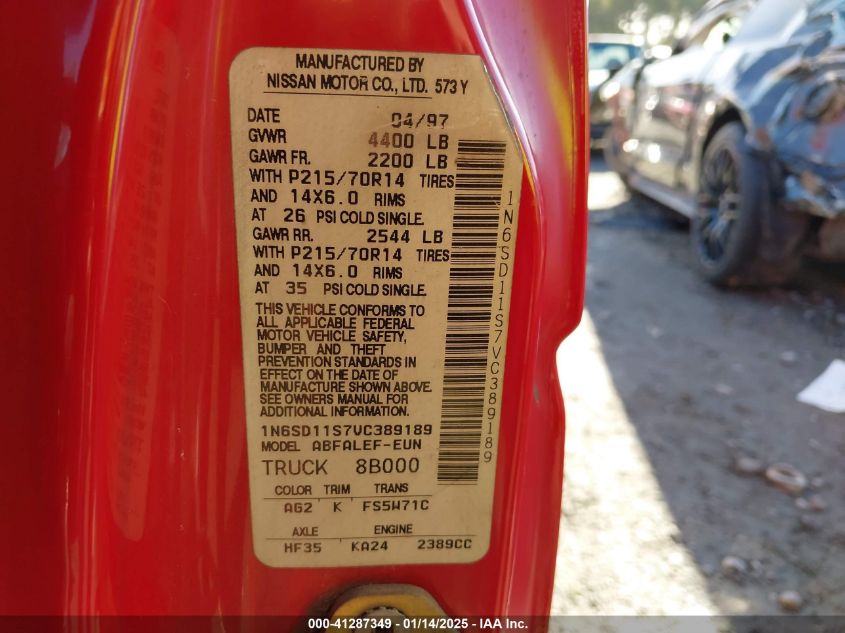 MANUFACTURED BY
NISSAN MOTOR CO., LTD. 573Y
DATE 04/97
GVWR 4400 LB
GAWR FR. 2200 LB
WITH P215/70R14 TIRES
AND 14X6.0 RIMS
AT 26 PSI COLD SINGLE.
GAWR RR. 2544 LB
WITH P215/70R14 TIRES
AND 14X6.0 RIMS
AT 35 PSI COLD SINGLE.
THIS VEHICLE CONFORMS TO
ALL APPLICABLE FEDERAL
MOTOR VEHICLE SAFETY,
BUMPER AND THEFT
PREVENTION STANDARDS IN
EFFECT ON THE DATE OF
MANUFACTURE SHOWN ABOVE.
SEE OWNERS MANUAL FOR
ADDITIONAL INFORMATION.
1N6SD11S7VC389189
MODEL ABFALEF-EUN
TRUCK 8B000
COLOR TRIM TRANS
AG2 K FS5W71C
AXLE ENGINE
HF35 KA24 2389CC
1N6SD11S7VC389189
000-41287349 - 01/14/2025 - IAAI.COM